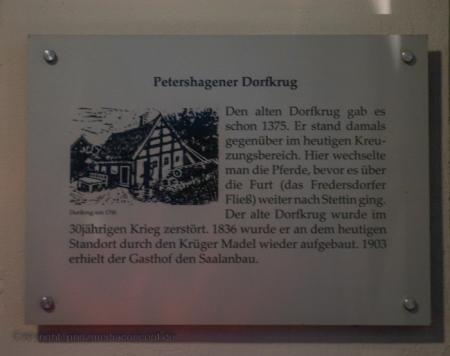 Petershagener Dorfkrug
Den alten Dorfkrug gab es
schon 1375. Er stand damals
gegenüber im heutigen Kreu-
zungsbereich. Hier wechselte
man die Pferde, bevor es über
die Furt (das Fredersdorfer
Fließ) weiter nach Stettin ging.
Der alte Dorfkrug wurde im
30jährigen Krieg zerstört. 1836 wurde er an dem heutigen
Standort durch den Krüger Madel wieder aufgebaut. 1903
erhielt der Gasthof den Saalanbau.
Dorfkrug um